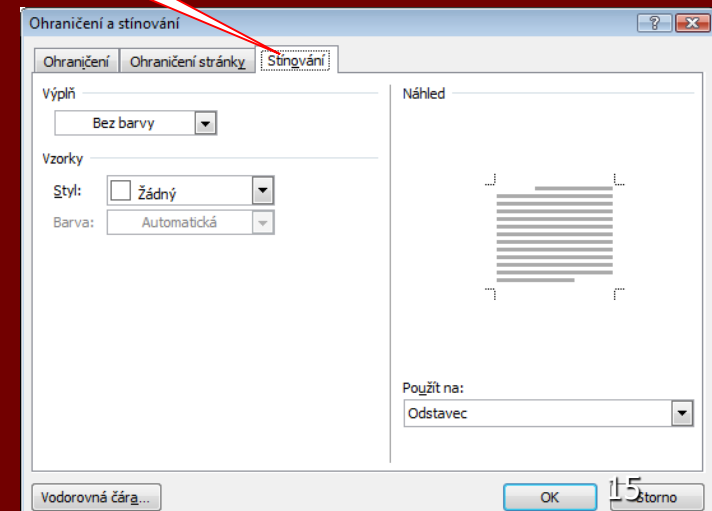 Ohraničení a stínování
Ohraničení Ohraničení stránky Stínování
Výplň
Bez barvy
Vzorky
Styl: Žádný
Barva: Automatická
Náhled
Použít na:
Odstavec
Vodorovná čára... OK Storno
15